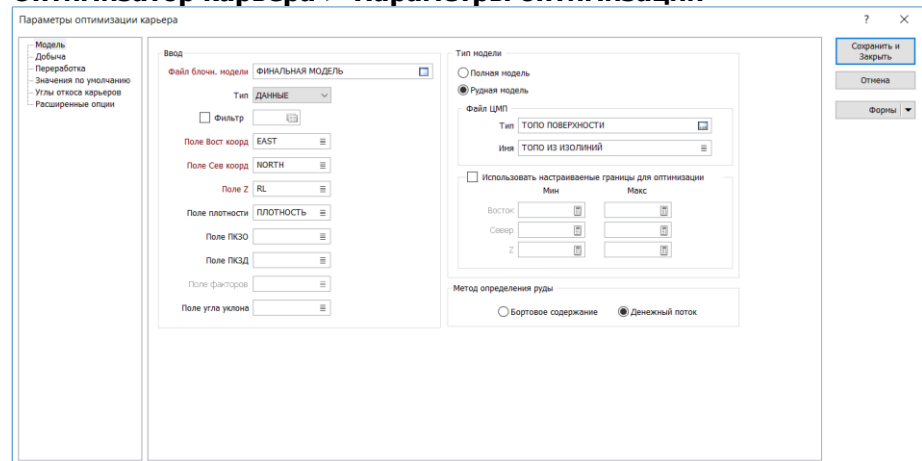 Оптимизатор карьера > Параметры оптимизации
Параметры оптимизации карьера
? ×
Модель
Добыча
Переработка
Значения по умолчанию
Углы откоса карьеров
Расширенные опции
Ввод
Файл блочн. модели ФИНАЛЬНАЯ МОДЕЛЬ
Тип ДАННЫЕ
Фильтр
Поле Вост коорд EAST
Поле Сев коорд NORTH
Поле Z RL
Поле плотности ПЛОТНОСТЬ
Поле ПКЗО
Поле ПКЗД
Поле факторов
Поле угла уклона
Тип модели
Полная модель
Рудная модель
Файл ЦМП
Тип ТОПО ПОВЕРХНОСТИ
Имя ТОПО ИЗ ИЗОЛИНИЙ
Использовать настраиваемые границы для оптимизации
Мин Макс
Восток
Север
Z
Метод определения руды
Бортовое содержание Денежный поток
Сохранить и
Закрыть
Отмена
Формы